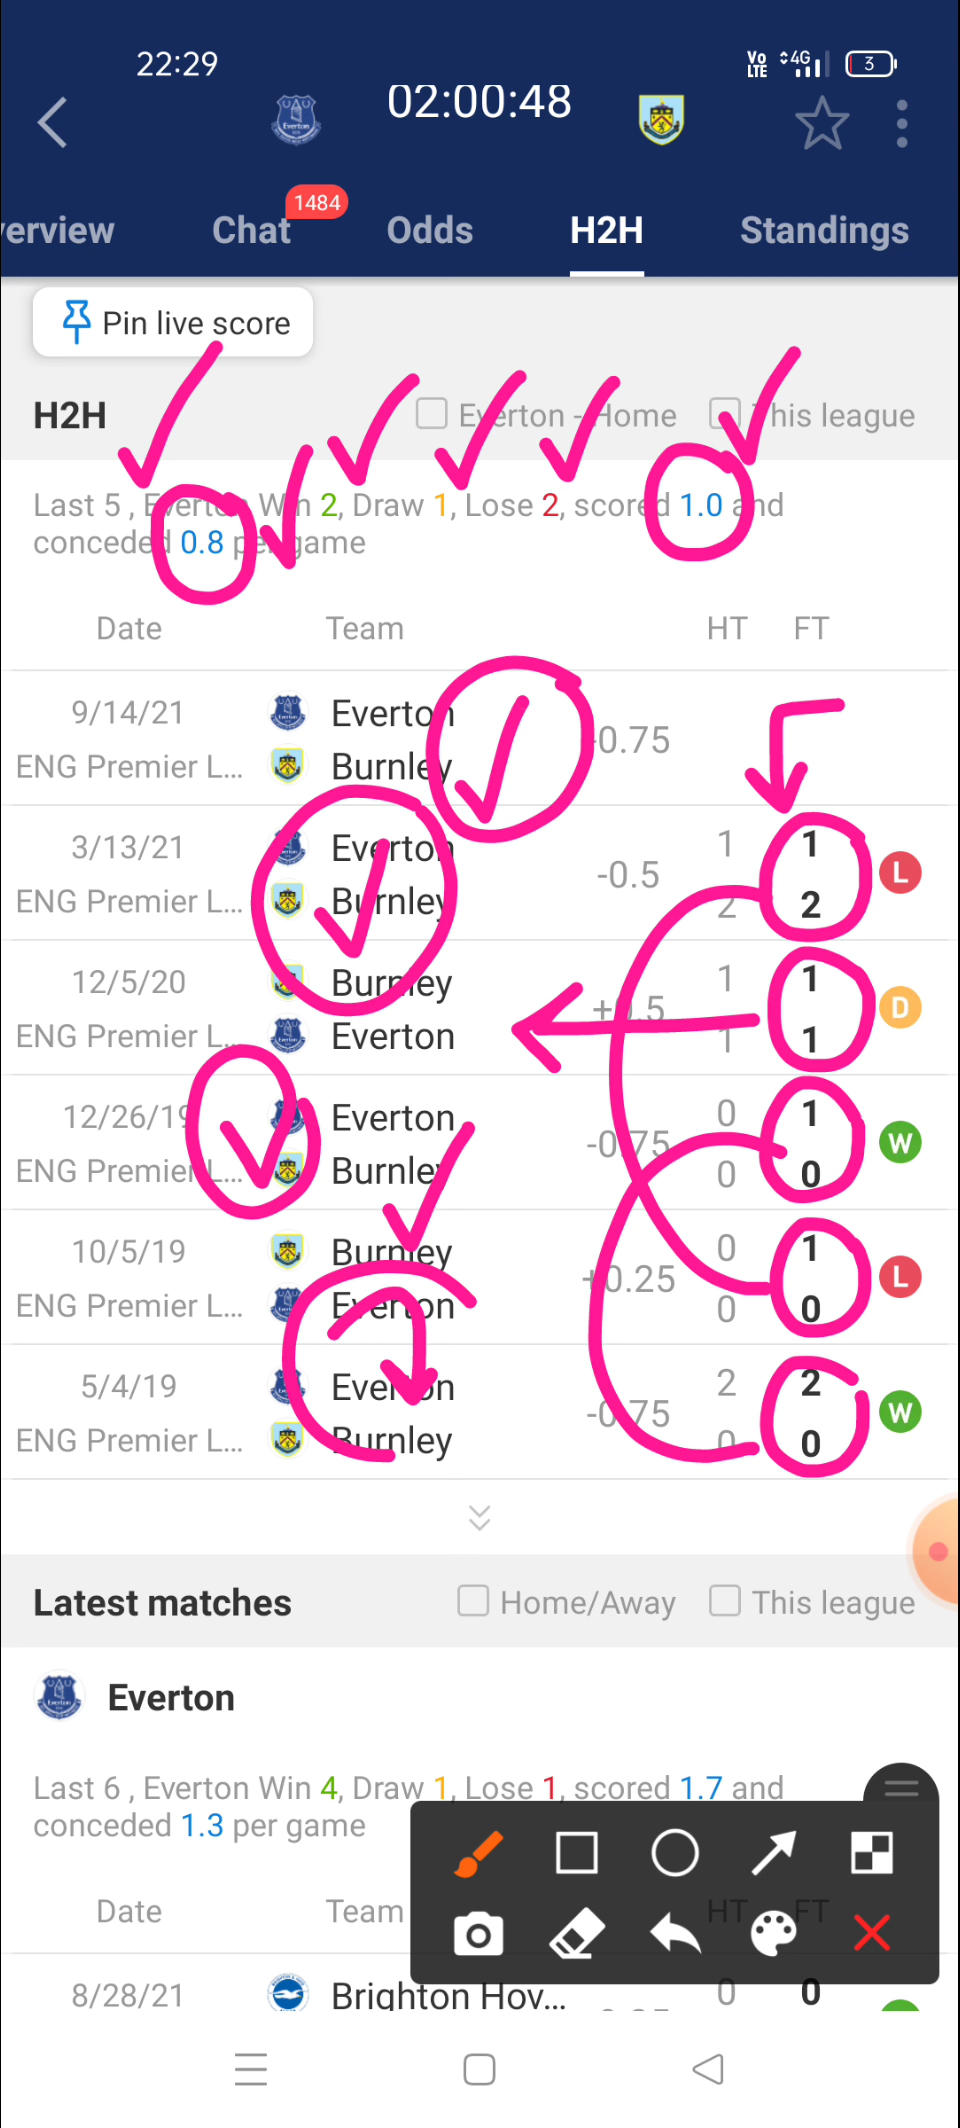 22:29
Vo LTE 4G 3
02:00:48
verview Chat 1484 Odds H2H Standings
Pin live score
H2H Everton - Home This league
Last 5 , Everton Win 2, Draw 1, Lose 2, scored 1.0 and
conceded 0.8 per game
Date Team HT FT
9/14/21 Everton
-0.75
ENG Premier L... Burnley
3/13/21 Everton 1 1
-0.5 L
ENG Premier L... Burnley 2 2
12/5/20 Burnley 1 1
+0.5 D
ENG Premier L... Everton 1 1
12/26/19 Everton 0 1
-0.75 W
ENG Premier L... Burnley 0 0
10/5/19 Burnley 0 1
+0.25 L
ENG Premier L... Everton 0 0
5/4/19 Everton 2 2
-0.75 W
ENG Premier L... Burnley 0 0
Latest matches Home/Away This league
Everton
Last 6 , Everton Win 4, Draw 1, Lose 1, scored 1.7 and
conceded 1.3 per game
Date Team HT FT
8/28/21 Brighton Hov... 0 0